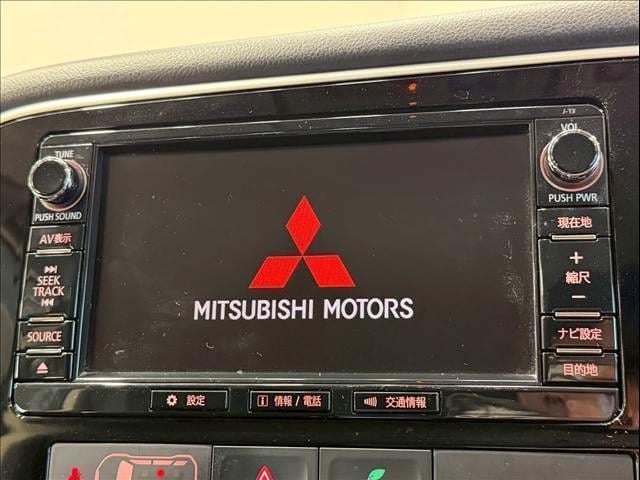 J-13
TUNE
PUSH SOUND
AV表示
SEEK
TRACK
SOURCE
MITSUBISHI MOTORS
VOL
PUSH PWR
現在地
+
縮尺
−
ナビ設定
目的地
設定
情報 / 電話
交通情報